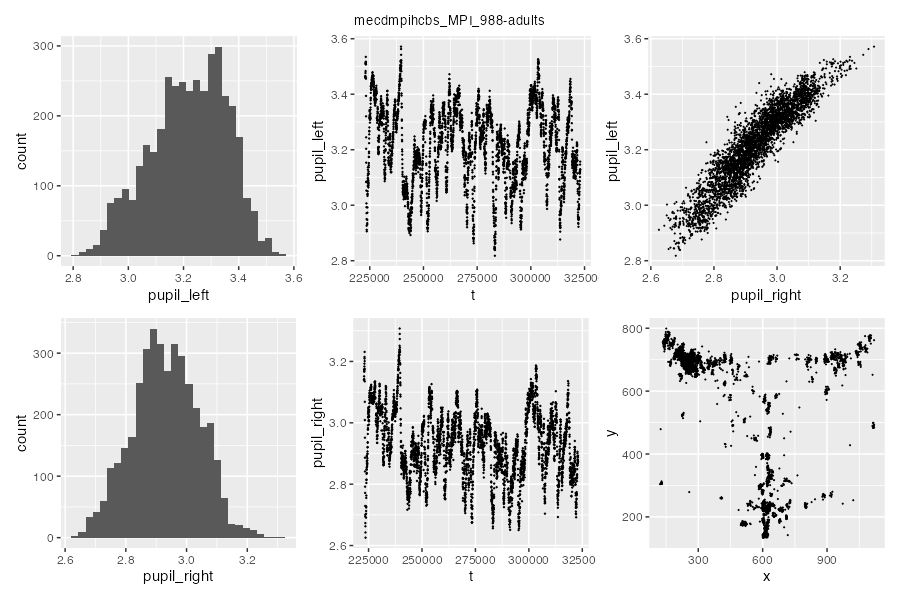 mecdmpihcbs_MPI_988-adults
300
200
100
0
count
2.8 3.0 3.2 3.4 3.6
pupil_left
3.6
3.4
3.2
3.0
2.8
pupil_left
225000 250000 275000 300000 325000
t
3.6
3.4
3.2
3.0
2.8
pupil_left
2.6 2.8 3.0 3.2
pupil_right
300
200
100
0
count
2.6 2.8 3.0 3.2
pupil_right
3.2
3.0
2.8
2.6
pupil_right
225000 250000 275000 300000 32500
t
800
600
400
200
y
300 600 900
x